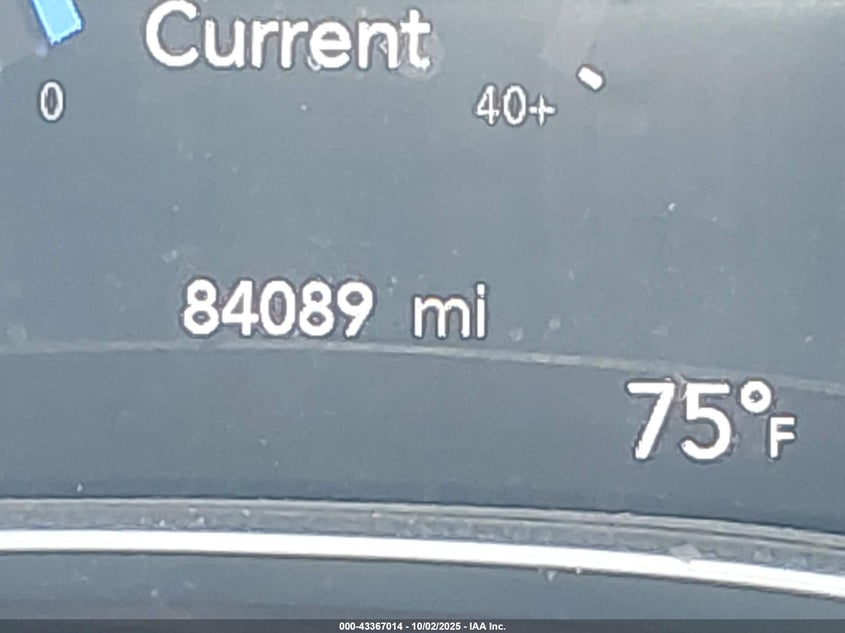 Current
0 40+
84089 mi
75°F
000-43367014 - 10/02/2025 - IAA Inc.